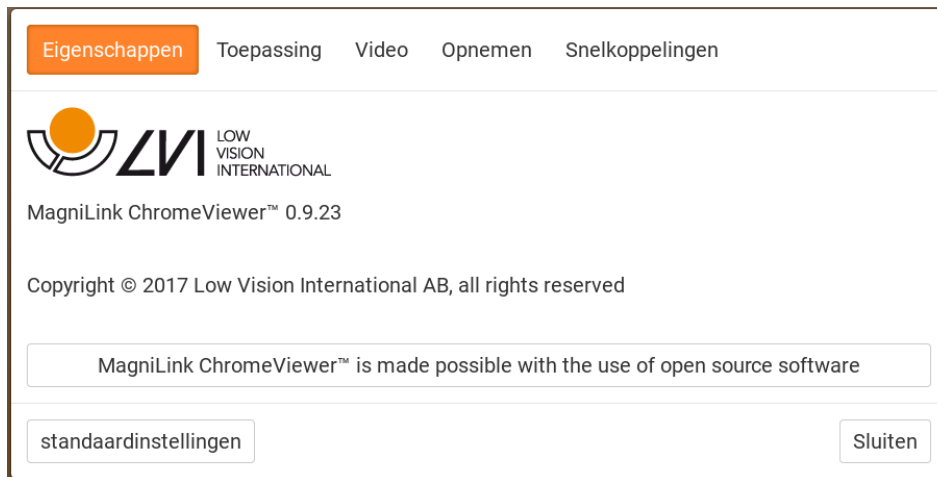 Eigenschappen Toepassing Video Opnemen Snelkoppelingen
LVI LOW
VISION
INTERNATIONAL
MagniLink ChromeViewer™ 0.9.23
Copyright © 2017 Low Vision International AB, all rights reserved
MagniLink ChromeViewer™ is made possible with the use of open source software
standaardinstellingen Sluiten